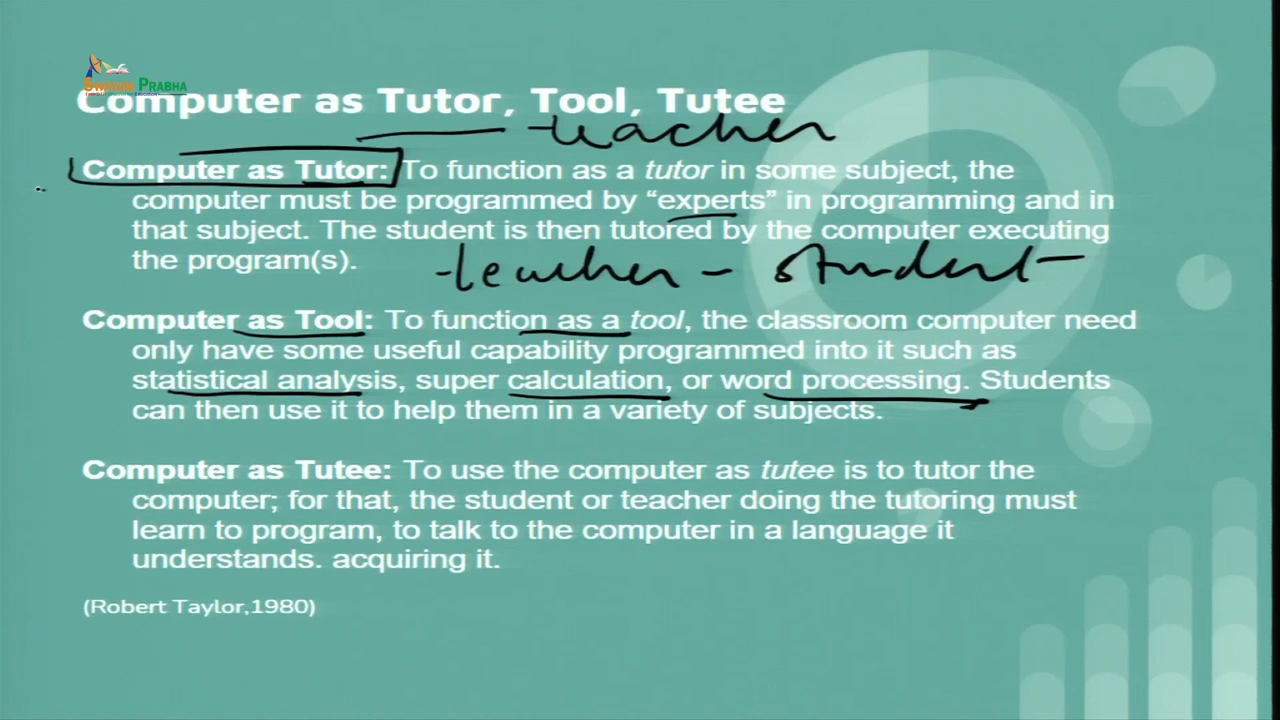 SWAYAM PRABHA
Computer as Tutor, Tool, Tutee
teacher
Computer as Tutor: To function as a tutor in some subject, the
computer must be programmed by “experts” in programming and in
that subject. The student is then tutored by the computer executing
the program(s).
teacher - student
Computer as Tool: To function as a tool, the classroom computer need
only have some useful capability programmed into it such as
statistical analysis, super calculation, or word processing. Students
can then use it to help them in a variety of subjects.
Computer as Tutee: To use the computer as tutee is to tutor the
computer; for that, the student or teacher doing the tutoring must
learn to program, to talk to the computer in a language it
understands. acquiring it.
(Robert Taylor,1980)